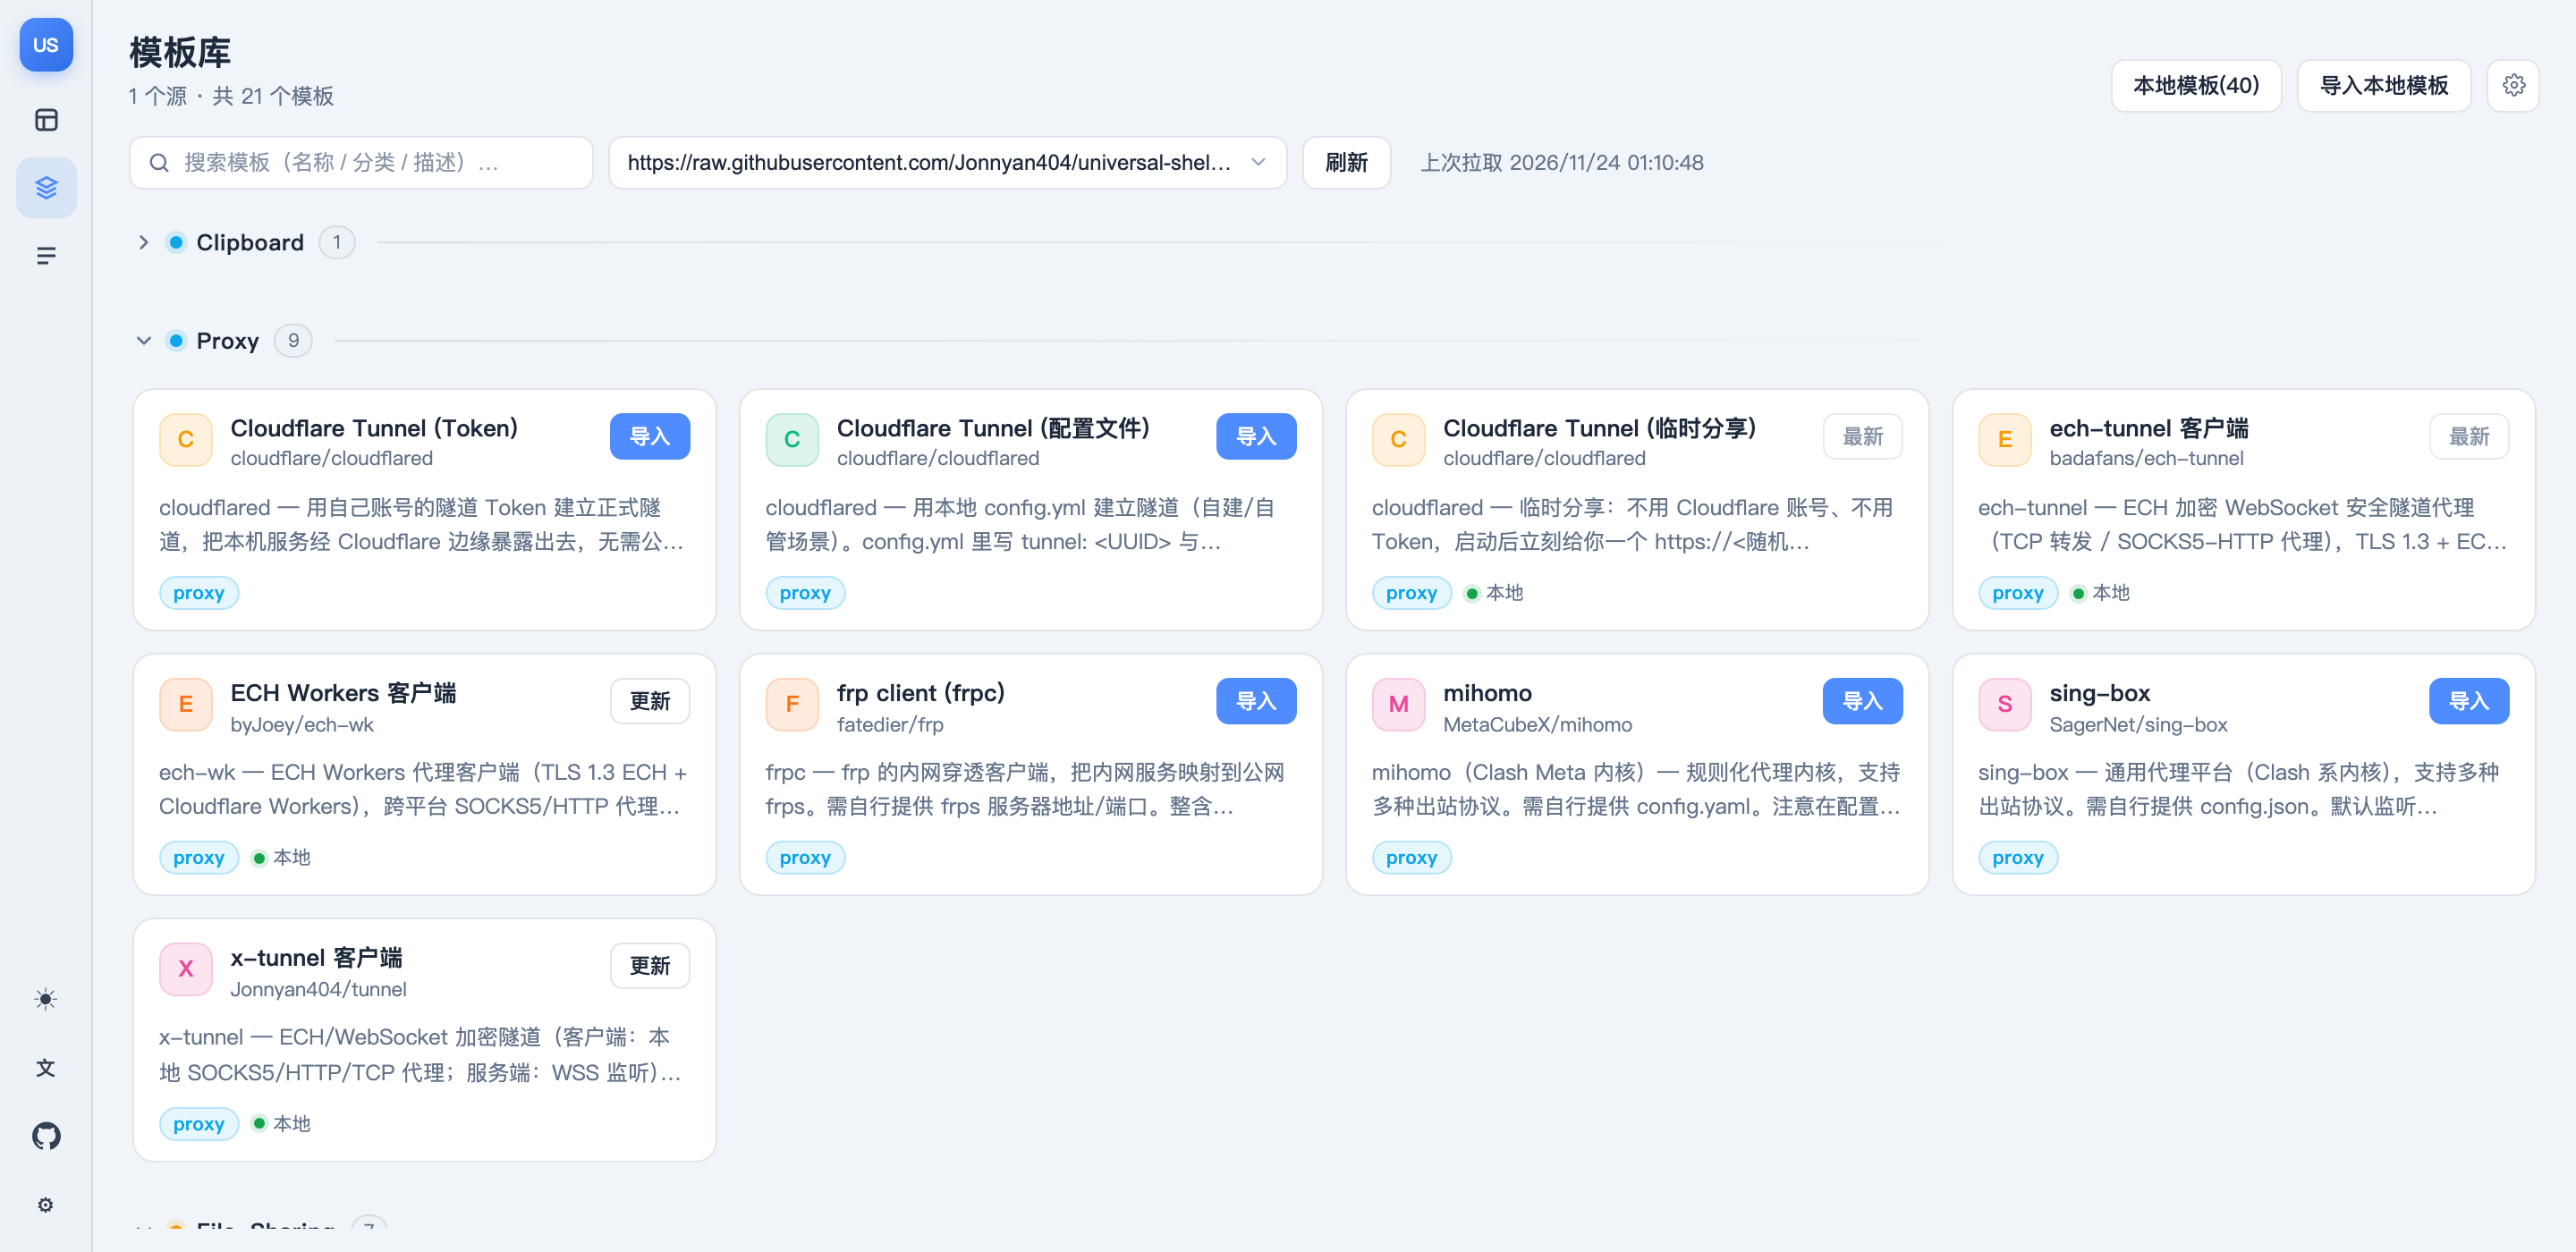 US
模板库
1 个源 · 共 21 个模板
本地模板(40)
导入本地模板
搜索模板（名称 / 分类 / 描述）…
https://raw.githubusercontent.com/Jonnyan404/universal-shel...
刷新
上次拉取 2026/11/24 01:10:48
Clipboard
1
Proxy
9
C
Cloudflare Tunnel (Token)
cloudflare/cloudflared
导入
cloudflared — 用自己账号的隧道 Token 建立正式隧
道，把本机服务经 Cloudflare 边缘暴露出去，无需公...
proxy
C
Cloudflare Tunnel (配置文件)
cloudflare/cloudflared
导入
cloudflared — 用本地 config.yml 建立隧道（自建/自
管场景）。config.yml 里写 tunnel: <UUID> 与...
proxy
C
Cloudflare Tunnel (临时分享)
cloudflare/cloudflared
最新
cloudflared — 临时分享：不用 Cloudflare 账号、不用
Token，启动后立刻给你一个 https://<随机...
proxy
本地
E
ech-tunnel 客户端
badafans/ech-tunnel
最新
ech-tunnel — ECH 加密 WebSocket 安全隧道代理
（TCP 转发 / SOCKS5-HTTP 代理），TLS 1.3 + EC...
proxy
本地
E
ECH Workers 客户端
byJoey/ech-wk
更新
ech-wk — ECH Workers 代理客户端（TLS 1.3 ECH +
Cloudflare Workers），跨平台 SOCKS5/HTTP 代理...
proxy
本地
F
frp client (frpc)
fatedier/frp
导入
frpc — frp 的内网穿透客户端，把内网服务映射到公网
frps。需自行提供 frps 服务器地址/端口。整合...
proxy
M
mihomo
MetaCubeX/mihomo
导入
mihomo（Clash Meta 内核）— 规则化代理内核，支持
多种出站协议。需自行提供 config.yaml。注意在配置...
proxy
S
sing-box
SagerNet/sing-box
导入
sing-box — 通用代理平台（Clash 系内核），支持多种
出站协议。需自行提供 config.json。默认监听...
proxy
X
x-tunnel 客户端
Jonnyan404/tunnel
更新
x-tunnel — ECH/WebSocket 加密隧道（客户端：本
地 SOCKS5/HTTP/TCP 代理；服务端：WSS 监听）...
proxy
本地
文
File-Sharing
7